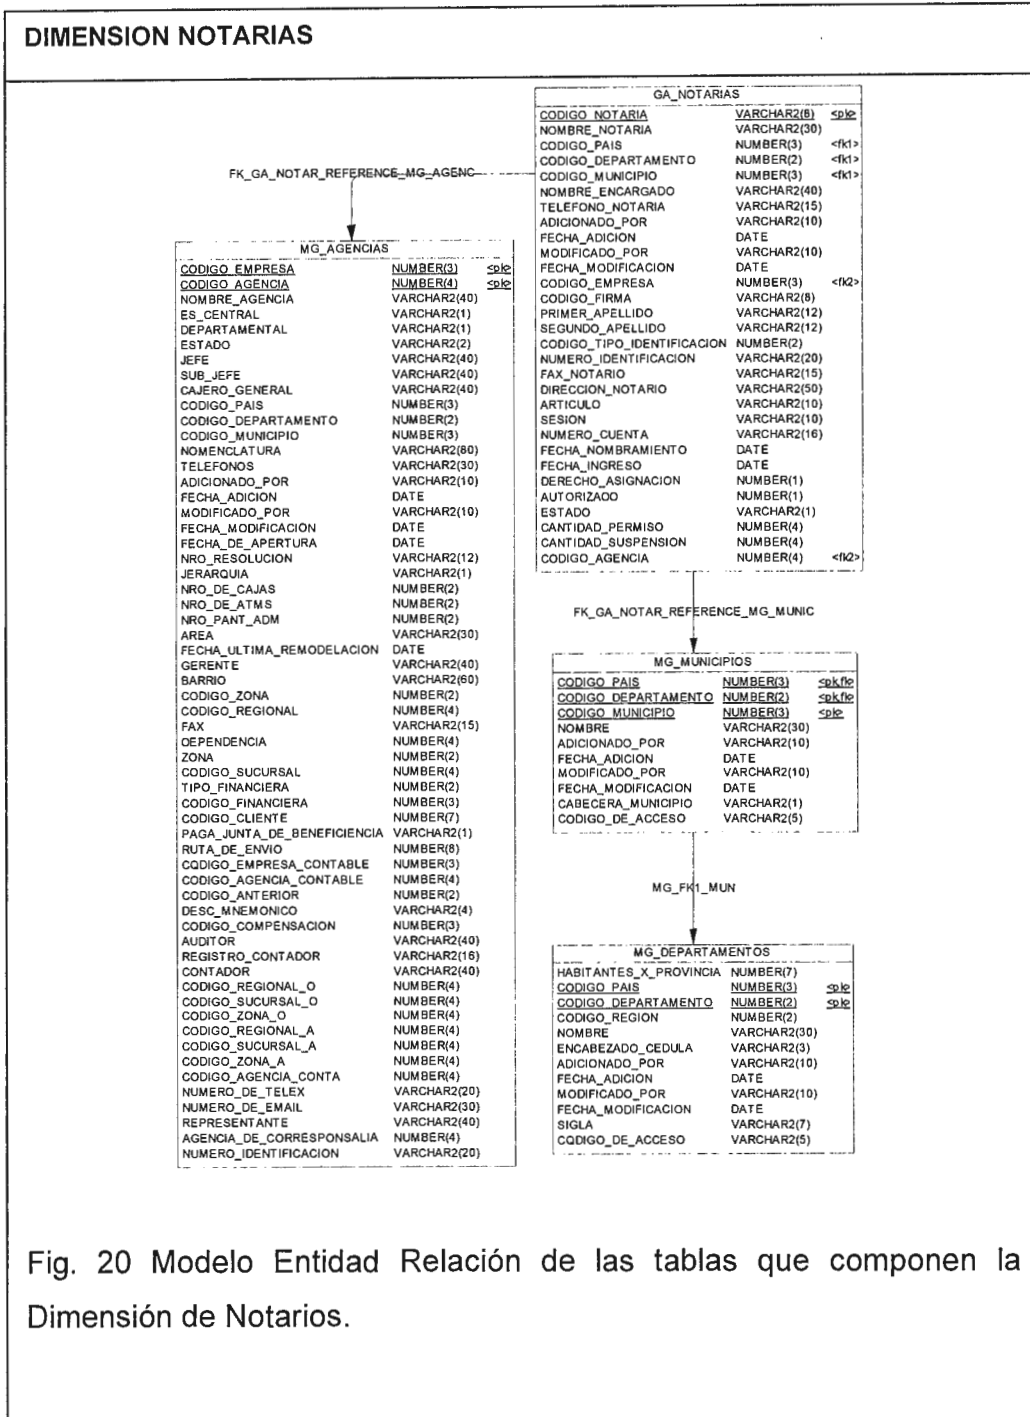 DIMENSION NOTARIAS
GA_NOTARIAS
CODIGO_NOTARIA VARCHAR2(6) <pk>
NOMBRE_NOTARIA VARCHAR2(30)
CODIGO_PAIS NUMBER(3) <fk1>
CODIGO_DEPARTAMENTO NUMBER(2) <fk1>
CODIGO_MUNICIPIO NUMBER(3) <fk1>
NOMBRE_ENCARGADO VARCHAR2(40)
TELEFONO_NOTARIA VARCHAR2(15)
ADICIONADO_POR VARCHAR2(10)
FECHA_ADICION DATE
MODIFICADO_POR VARCHAR2(10)
FECHA_MODIFICACION DATE
CODIGO_EMPRESA NUMBER(3) <fk2>
CODIGO_FIRMA VARCHAR2(8)
PRIMER_APELLIDO VARCHAR2(12)
SEGUNDO_APELLIDO VARCHAR2(12)
CODIGO_TIPO_IDENTIFICACION NUMBER(2)
NUMERO_IDENTIFICACION VARCHAR2(20)
FAX_NOTARIO VARCHAR2(15)
DIRECCION_NOTARIO VARCHAR2(50)
ARTICULO VARCHAR2(10)
SESION VARCHAR2(10)
NUMERO_CUENTA VARCHAR2(16)
FECHA_NOMBRAMIENTO DATE
FECHA_INGRESO DATE
DERECHO_ASIGNACION NUMBER(1)
AUTORIZADO NUMBER(1)
ESTADO VARCHAR2(1)
CANTIDAD_PERMISO NUMBER(4)
CANTIDAD_SUSPENSION NUMBER(4)
CODIGO_AGENCIA NUMBER(4) <fk2>
FK_GA_NOTAR_REFERENCE_MG_AGENC
MG_AGENCIAS
CODIGO_EMPRESA NUMBER(3) <pk>
CODIGO_AGENCIA NUMBER(4) <pk>
NOMBRE_AGENCIA VARCHAR2(40)
ES_CENTRAL VARCHAR2(1)
DEPARTAMENTAL VARCHAR2(1)
ESTADO VARCHAR2(2)
JEFE VARCHAR2(40)
SUB_JEFE VARCHAR2(40)
CAJERO_GENERAL VARCHAR2(40)
CODIGO_PAIS NUMBER(3)
CODIGO_DEPARTAMENTO NUMBER(2)
CODIGO_MUNICIPIO NUMBER(3)
NOMENCLATURA VARCHAR2(80)
TELEFONOS VARCHAR2(30)
ADICIONADO_POR VARCHAR2(10)
FECHA_ADICION DATE
MODIFICADO_POR VARCHAR2(10)
FECHA_MODIFICACION DATE
FECHA_DE_APERTURA DATE
NRO_RESOLUCION VARCHAR2(12)
JERARQUIA VARCHAR2(1)
NRO_DE_CAJAS NUMBER(2)
NRO_DE_ATMS NUMBER(2)
NRO_PANT_ADM NUMBER(2)
AREA VARCHAR2(30)
FECHA_ULTIMA_REMODELACION DATE
GERENTE VARCHAR2(40)
BARRIO VARCHAR2(60)
CODIGO_ZONA NUMBER(2)
CODIGO_REGIONAL NUMBER(4)
FAX VARCHAR2(15)
DEPENDENCIA NUMBER(4)
ZONA NUMBER(2)
CODIGO_SUCURSAL NUMBER(4)
TIPO_FINANCIERA NUMBER(2)
CODIGO_FINANCIERA NUMBER(3)
CODIGO_CLIENTE NUMBER(7)
PAGA_JUNTA_DE_BENEFICIENCIA VARCHAR2(1)
RUTA_DE_ENVIO NUMBER(8)
CODIGO_EMPRESA_CONTABLE NUMBER(3)
CODIGO_AGENCIA_CONTABLE NUMBER(4)
CODIGO_ANTERIOR NUMBER(2)
DESC_MNEMONICO VARCHAR2(4)
CODIGO_COMPENSACION NUMBER(3)
AUDITOR VARCHAR2(40)
REGISTRO_CONTADOR VARCHAR2(16)
CONTADOR VARCHAR2(40)
CODIGO_REGIONAL_O NUMBER(4)
CODIGO_SUCURSAL_O NUMBER(4)
CODIGO_ZONA_O NUMBER(4)
CODIGO_REGIONAL_A NUMBER(4)
CODIGO_SUCURSAL_A NUMBER(4)
CODIGO_ZONA_A NUMBER(4)
CODIGO_AGENCIA_CONTA NUMBER(4)
NUMERO_DE_TELEX VARCHAR2(20)
NUMERO_DE_EMAIL VARCHAR2(30)
REPRESENTANTE VARCHAR2(40)
AGENCIA_DE_CORRESPONSALIA NUMBER(4)
NUMERO_IDENTIFICACION VARCHAR2(20)
FK_GA_NOTAR_REFERENCE_MG_MUNIC
MG_MUNICIPIOS
CODIGO_PAIS NUMBER(3) <pk,fk>
CODIGO_DEPARTAMENTO NUMBER(2) <pk,fk>
CODIGO_MUNICIPIO NUMBER(3) <pk>
NOMBRE VARCHAR2(30)
ADICIONADO_POR VARCHAR2(10)
FECHA_ADICION DATE
MODIFICADO_POR VARCHAR2(10)
FECHA_MODIFICACION DATE
CABECERA_MUNICIPIO VARCHAR2(1)
CODIGO_DE_ACCESO VARCHAR2(5)
MG_FK1_MUN
MG_DEPARTAMENTOS
HABITANTES_X_PROVINCIA NUMBER(7)
CODIGO_PAIS NUMBER(3) <pk>
CODIGO_DEPARTAMENTO NUMBER(2) <pk>
CODIGO_REGION NUMBER(2)
NOMBRE VARCHAR2(30)
ENCABEZADO_CEDULA VARCHAR2(3)
ADICIONADO_POR VARCHAR2(10)
FECHA_ADICION DATE
MODIFICADO_POR VARCHAR2(10)
FECHA_MODIFICACION DATE
SIGLA VARCHAR2(7)
CODIGO_DE_ACCESO VARCHAR2(5)
Fig. 20 Modelo Entidad Relación de las tablas que componen la
Dimensión de Notarios.